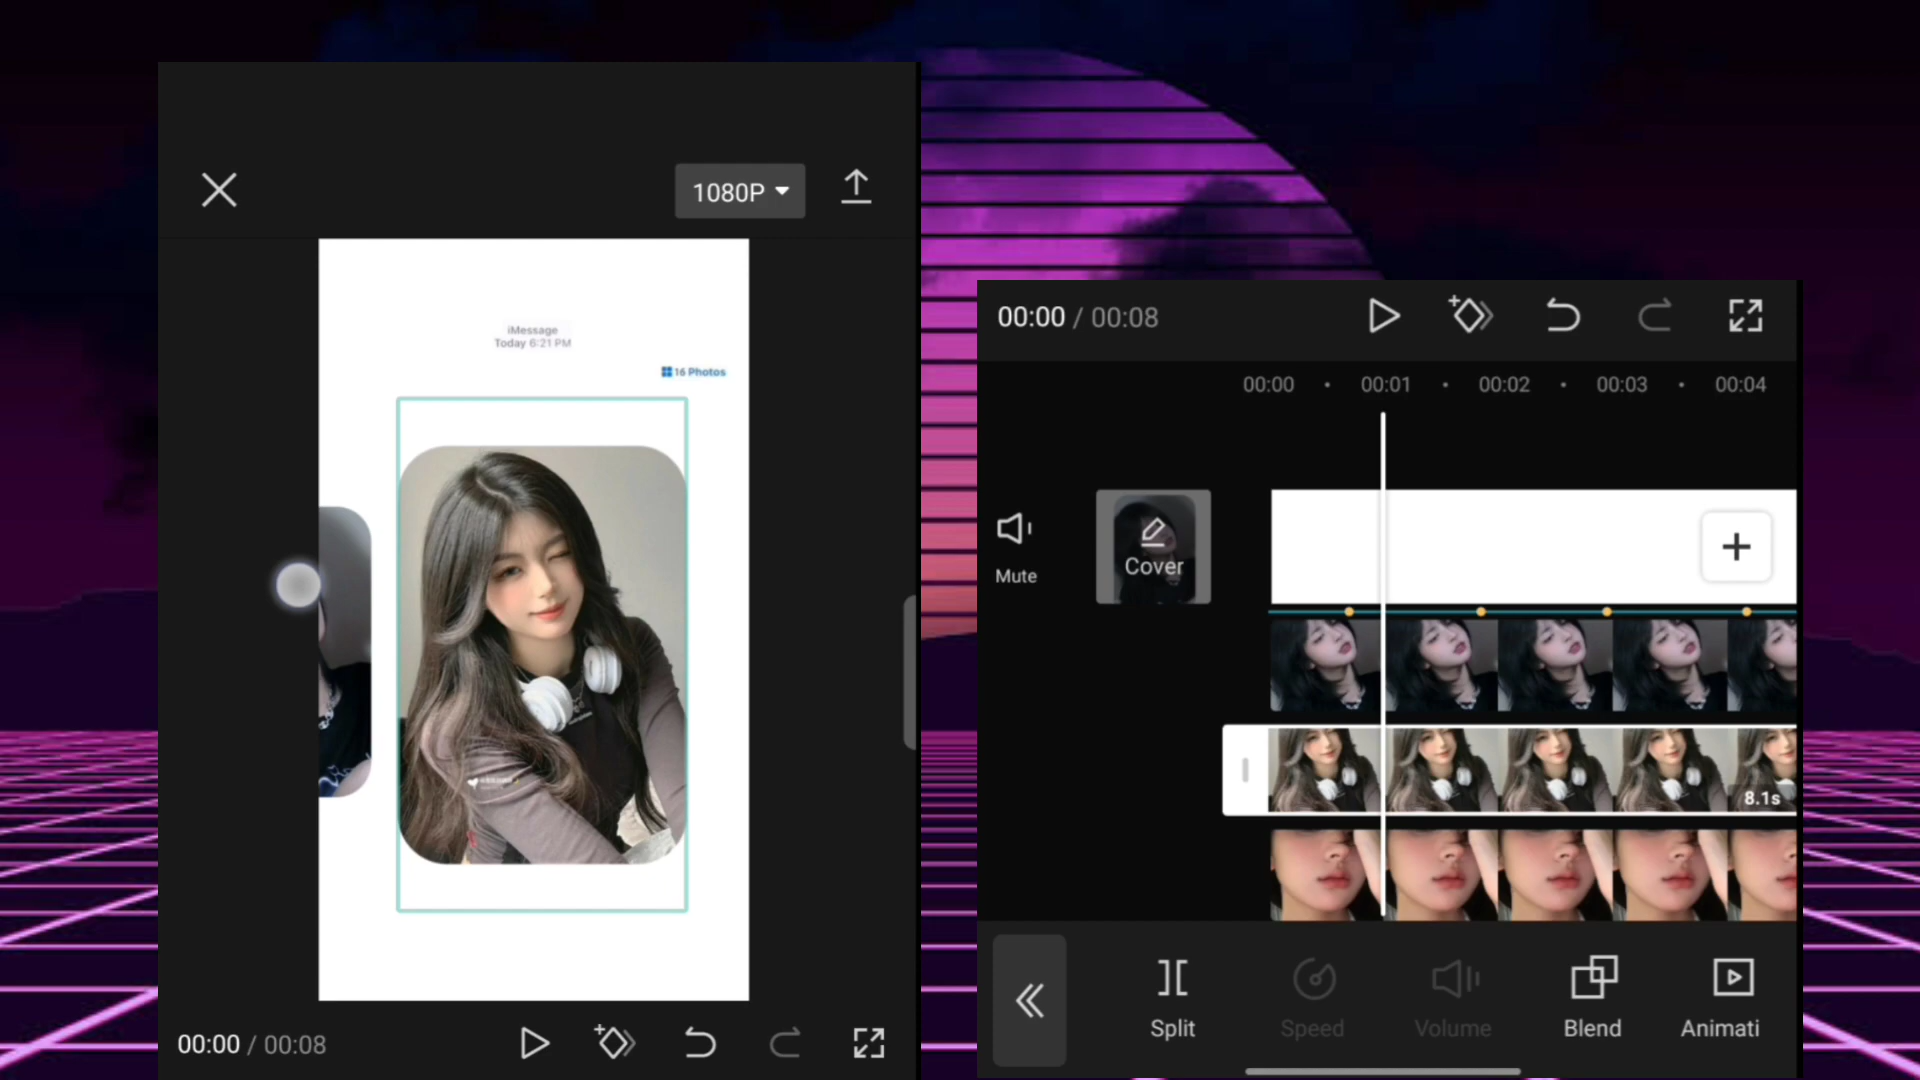 1080P
iMessage
Today 6:21 PM
16 Photos
00:00 / 00:08
00:00 / 00:08
00:00 • 00:01 • 00:02 • 00:03 • 00:04
Mute
Cover
8.1s
Split
Speed
Volume
Blend
Animati